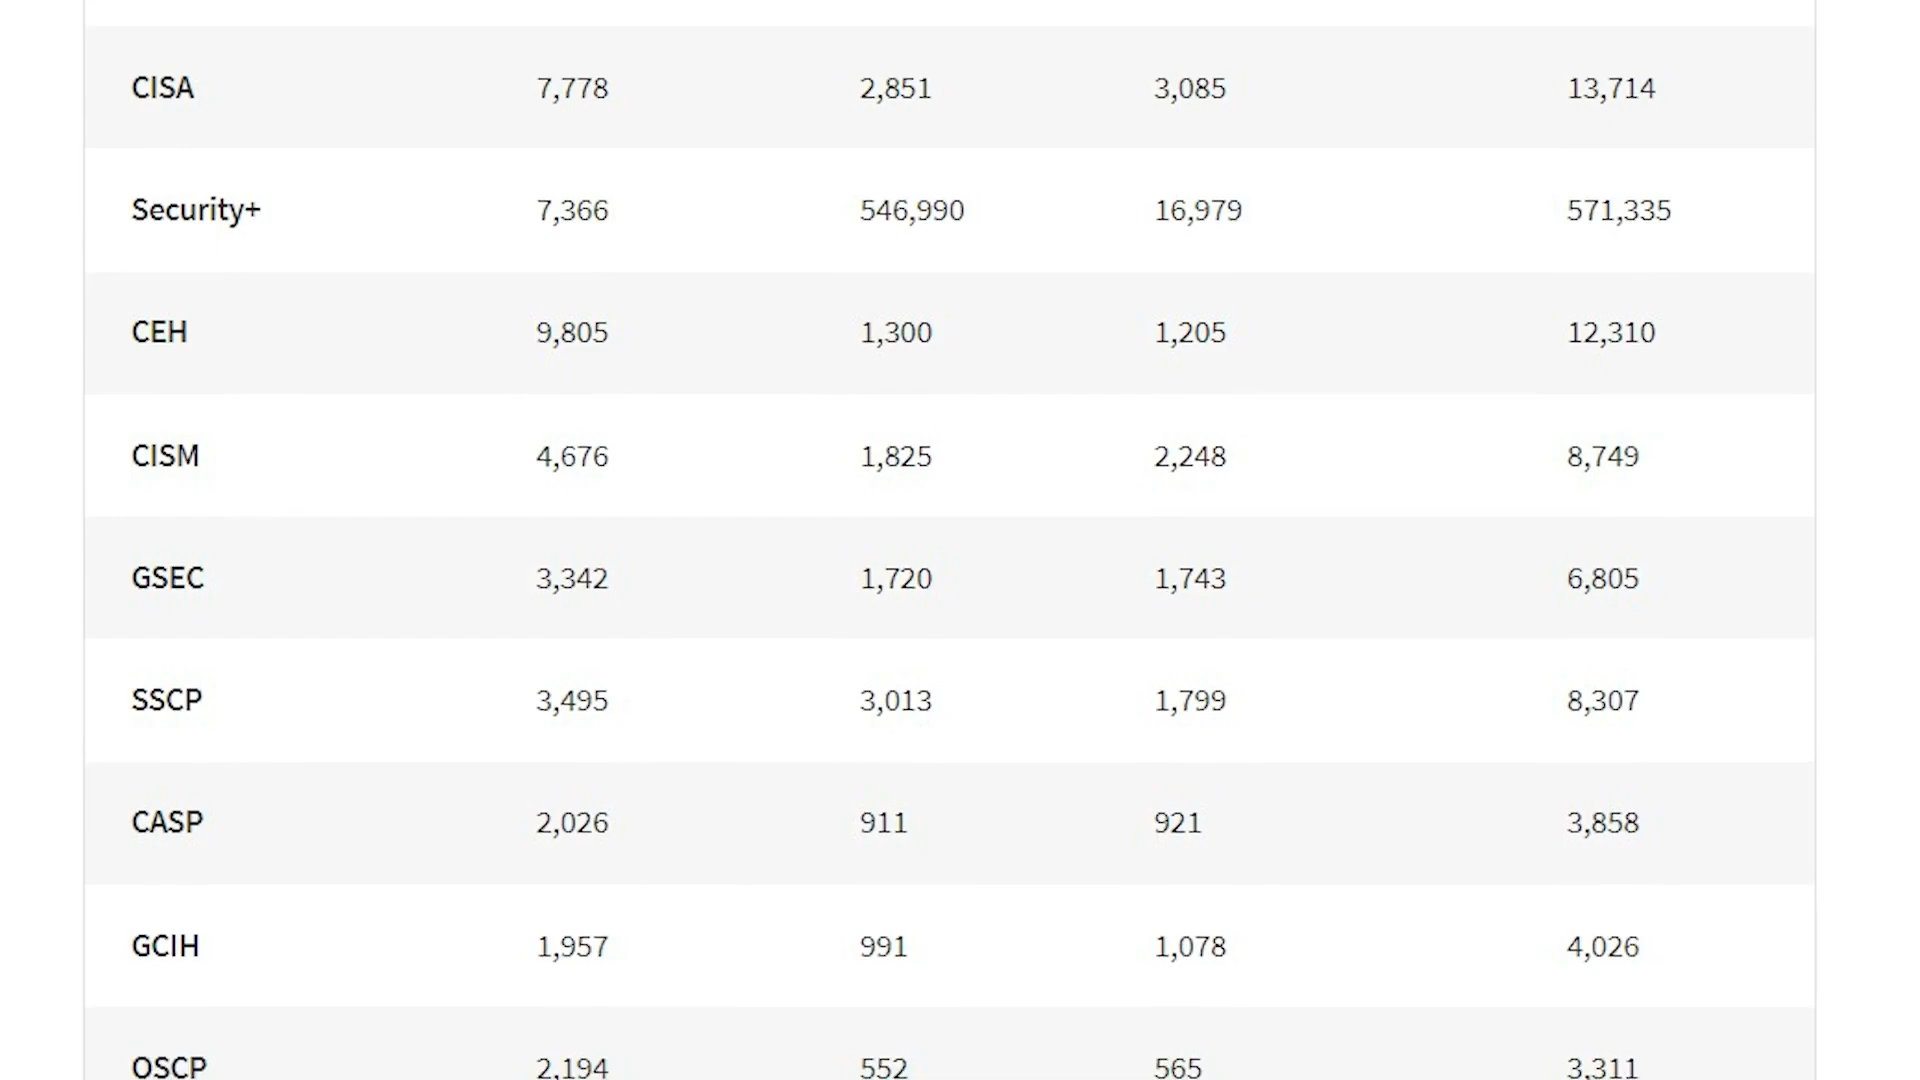 CISA 7,778 2,851 3,085 13,714
Security+ 7,366 546,990 16,979 571,335
CEH 9,805 1,300 1,205 12,310
CISM 4,676 1,825 2,248 8,749
GSEC 3,342 1,720 1,743 6,805
SSCP 3,495 3,013 1,799 8,307
CASP 2,026 911 921 3,858
GCIH 1,957 991 1,078 4,026
OSCP 2,194 552 565 3,311